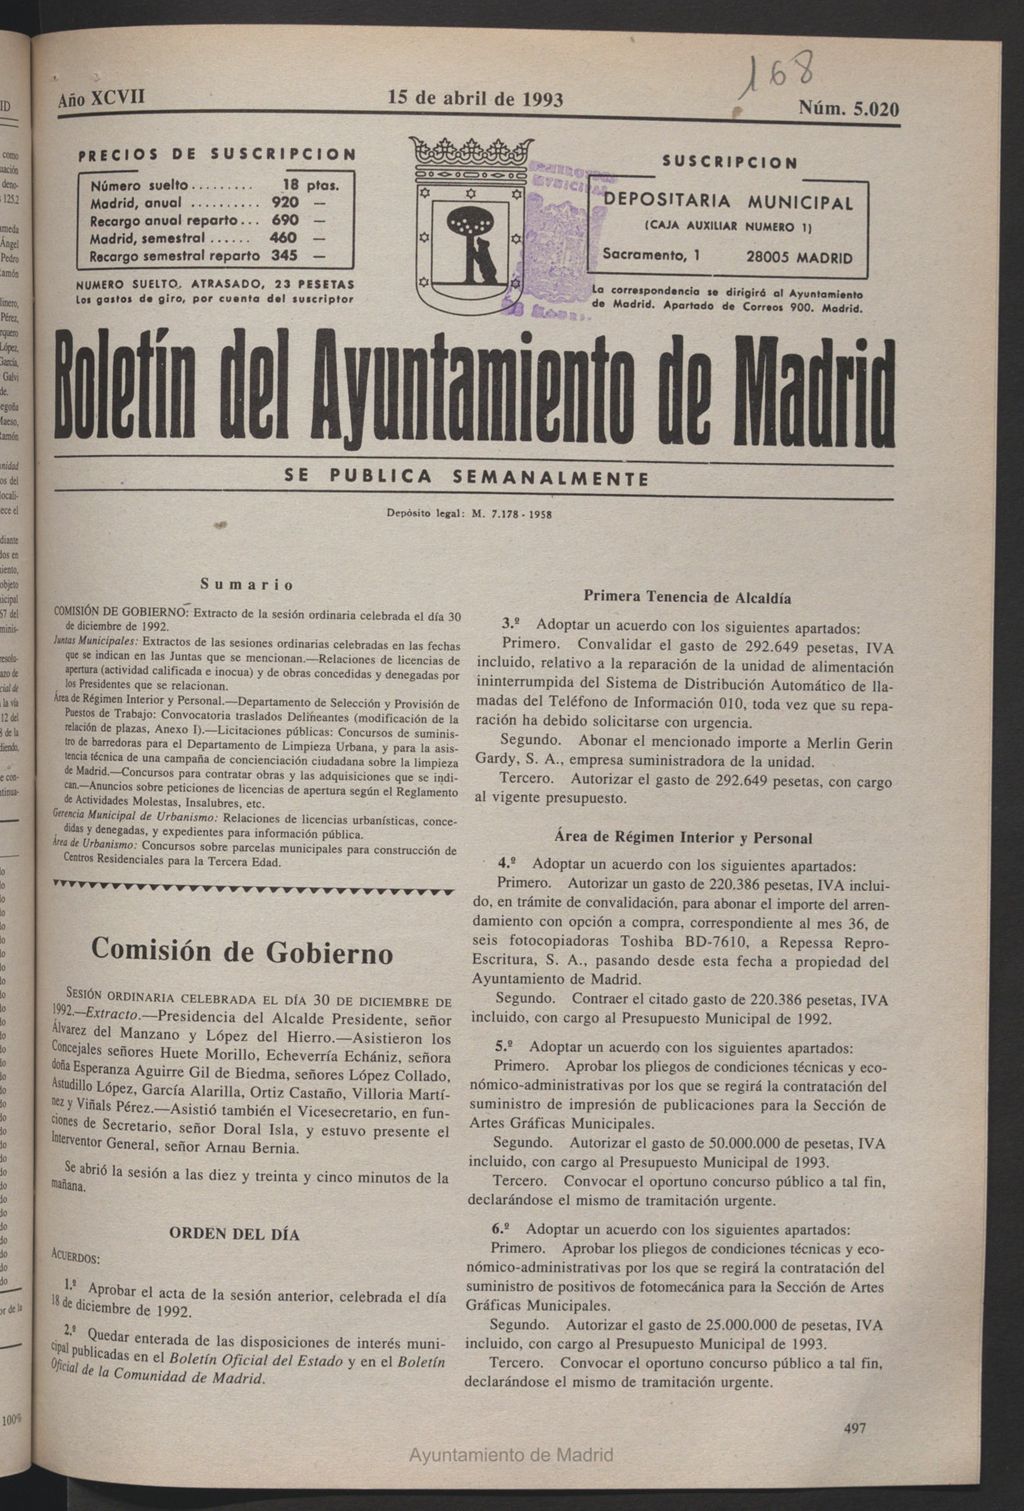 168
Año XCVII
15 de abril de 1993
Núm. 5.020
PRECIOS DE SUSCRIPCION
Número suelto......... 18 ptas.
Madrid, anual .......... 920 —
Recargo anual reparto... 690 —
Madrid, semestral ...... 460 —
Recargo semestral reparto 345 —
NUMERO SUELTO, ATRASADO, 23 PESETAS
Los gastos de giro, por cuenta del suscriptor
SUSCRIPCION
DEPOSITARIA MUNICIPAL
(CAJA AUXILIAR NUMERO 1)
Sacramento, 1 28005 MADRID
La correspondencia se dirigirá al Ayuntamiento
de Madrid. Apartado de Correos 900. Madrid.
Boletín del Ayuntamiento de Madrid
SE PUBLICA SEMANALMENTE
Depósito legal: M. 7.178 - 1958
Sumario
COMISIÓN DE GOBIERNO: Extracto de la sesión ordinaria celebrada el día 30
de diciembre de 1992.
Juntas Municipales: Extractos de las sesiones ordinarias celebradas en las fechas
que se indican en las Juntas que se mencionan.—Relaciones de licencias de
apertura (actividad calificada e inocua) y de obras concedidas y denegadas por
los Presidentes que se relacionan.
Área de Régimen Interior y Personal.—Departamento de Selección y Provisión de
Puestos de Trabajo: Convocatoria traslados Delineantes (modificación de la
relación de plazas, Anexo I).—Licitaciones públicas: Concursos de suminis-
tro de barredoras para el Departamento de Limpieza Urbana, y para la asis-
tencia técnica de una campaña de concienciación ciudadana sobre la limpieza
de Madrid.—Concursos para contratar obras y las adquisiciones que se indi-
can.—Anuncios sobre peticiones de licencias de apertura según el Reglamento
de Actividades Molestas, Insalubres, etc.
Gerencia Municipal de Urbanismo: Relaciones de licencias urbanísticas, conce-
didas y denegadas, y expedientes para información pública.
Área de Urbanismo: Concursos sobre parcelas municipales para construcción de
Centros Residenciales para la Tercera Edad.
Comisión de Gobierno
SESIÓN ORDINARIA CELEBRADA EL DÍA 30 DE DICIEMBRE DE
1992.—Extracto.—Presidencia del Alcalde Presidente, señor
Álvarez del Manzano y López del Hierro.—Asistieron los
Concejales señores Huete Morillo, Echeverría Echániz, señora
doña Esperanza Aguirre Gil de Biedma, señores López Collado,
Astudillo López, García Alarilla, Ortiz Castaño, Villoria Martí-
nez y Viñals Pérez.—Asistió también el Vicesecretario, en fun-
ciones de Secretario, señor Doral Isla, y estuvo presente el
Interventor General, señor Arnau Bernia.
Se abrió la sesión a las diez y treinta y cinco minutos de la
mañana.
ORDEN DEL DÍA
ACUERDOS:
1.º Aprobar el acta de la sesión anterior, celebrada el día
18 de diciembre de 1992.
2.º Quedar enterada de las disposiciones de interés muni-
cipal publicadas en el Boletín Oficial del Estado y en el Boletín
Oficial de la Comunidad de Madrid.
Primera Tenencia de Alcaldía
3.º Adoptar un acuerdo con los siguientes apartados:
Primero. Convalidar el gasto de 292.649 pesetas, IVA
incluido, relativo a la reparación de la unidad de alimentación
ininterrumpida del Sistema de Distribución Automático de lla-
madas del Teléfono de Información 010, toda vez que su repa-
ración ha debido solicitarse con urgencia.
Segundo. Abonar el mencionado importe a Merlin Gerin
Gardy, S. A., empresa suministradora de la unidad.
Tercero. Autorizar el gasto de 292.649 pesetas, con cargo
al vigente presupuesto.
Área de Régimen Interior y Personal
4.º Adoptar un acuerdo con los siguientes apartados:
Primero. Autorizar un gasto de 220.386 pesetas, IVA inclui-
do, en trámite de convalidación, para abonar el importe del arren-
damiento con opción a compra, correspondiente al mes 36, de
seis fotocopiadoras Toshiba BD-7610, a Repessa Repro-
Escritura, S. A., pasando desde esta fecha a propiedad del
Ayuntamiento de Madrid.
Segundo. Contraer el citado gasto de 220.386 pesetas, IVA
incluido, con cargo al Presupuesto Municipal de 1992.
5.º Adoptar un acuerdo con los siguientes apartados:
Primero. Aprobar los pliegos de condiciones técnicas y eco-
nómico-administrativas por los que se regirá la contratación del
suministro de impresión de publicaciones para la Sección de
Artes Gráficas Municipales.
Segundo. Autorizar el gasto de 50.000.000 de pesetas, IVA
incluido, con cargo al Presupuesto Municipal de 1993.
Tercero. Convocar el oportuno concurso público a tal fin,
declarándose el mismo de tramitación urgente.
6.º Adoptar un acuerdo con los siguientes apartados:
Primero. Aprobar los pliegos de condiciones técnicas y eco-
nómico-administrativas por los que se regirá la contratación del
suministro de positivos de fotomecánica para la Sección de Artes
Gráficas Municipales.
Segundo. Autorizar el gasto de 25.000.000 de pesetas, IVA
incluido, con cargo al Presupuesto Municipal de 1993.
Tercero. Convocar el oportuno concurso público a tal fin,
declarándose el mismo de tramitación urgente.
497
Ayuntamiento de Madrid